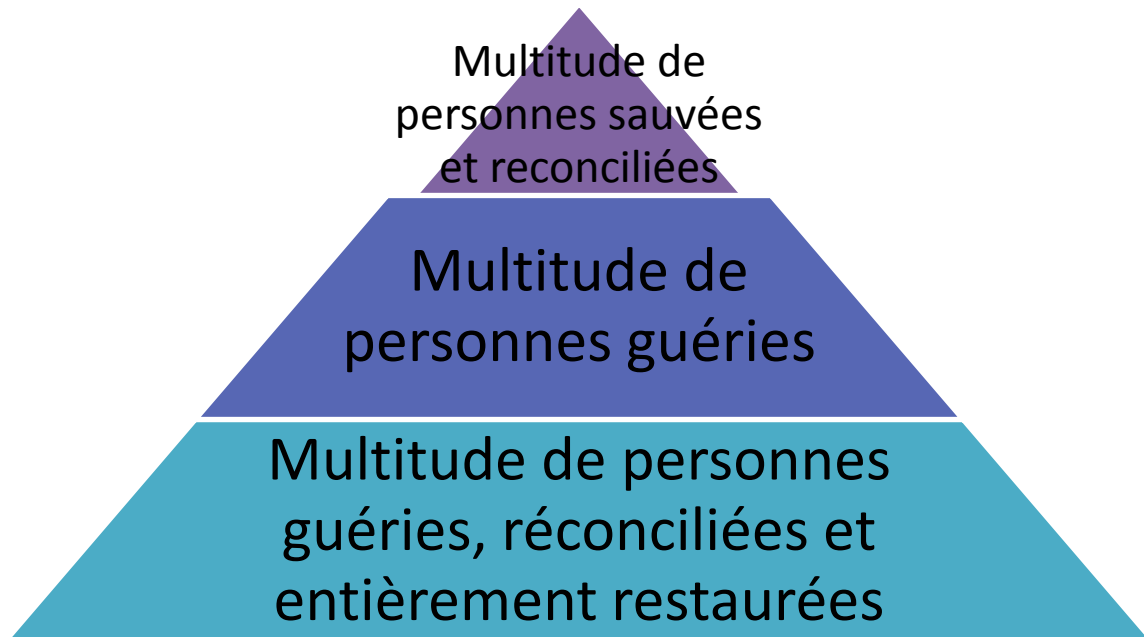 Multitude de
personnes sauvées
et reconciliées
Multitude de
personnes guéries
Multitude de personnes
guéries, réconciliées et
entièrement restaurées